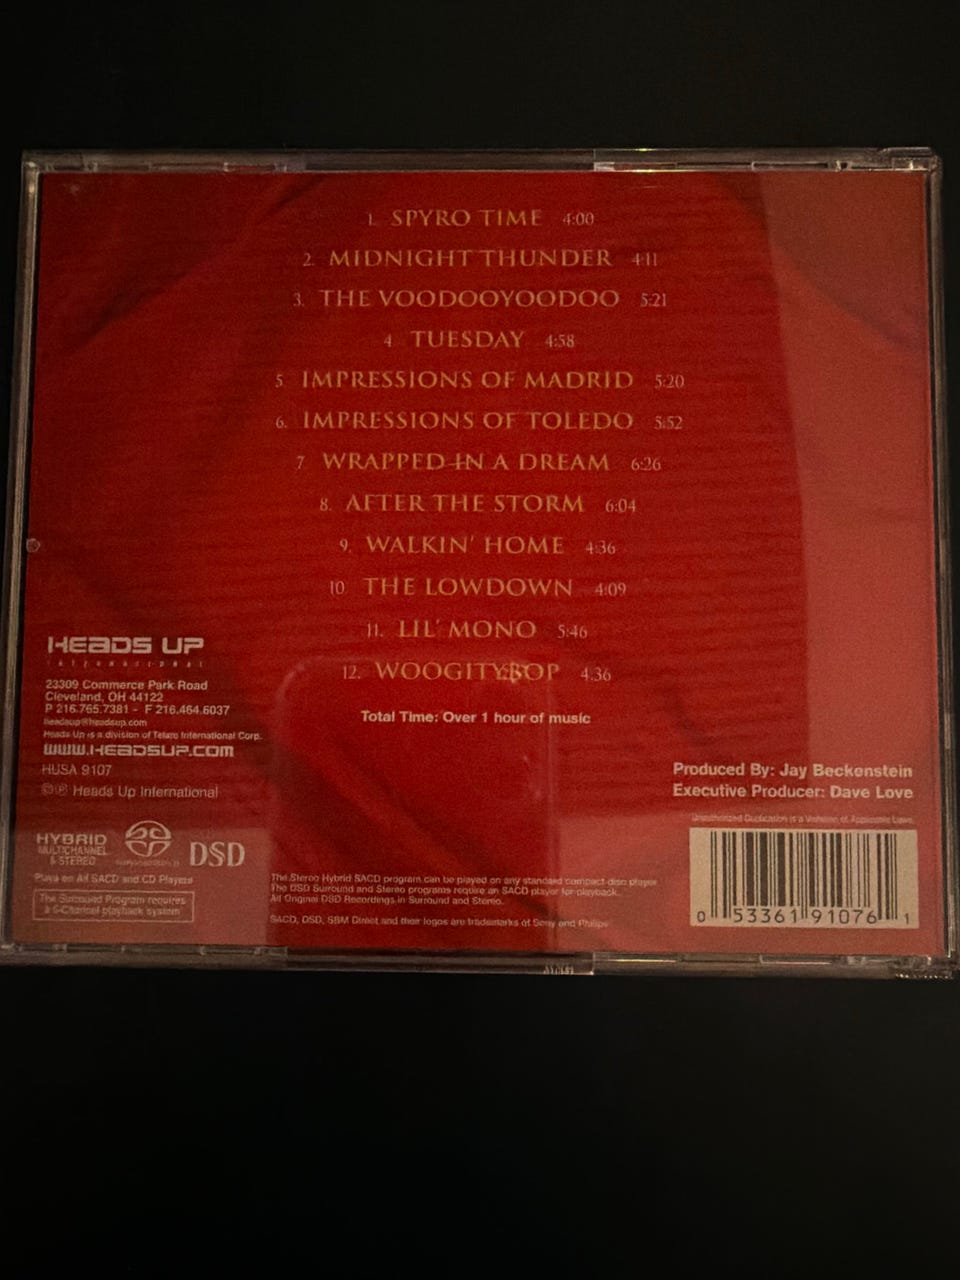 1. SPYRO TIME 4:00
2. MIDNIGHT THUNDER 4:11
3. THE VOODOOYOODOO 5:21
4 TUESDAY 4:58
5 IMPRESSIONS OF MADRID 5:20
6. IMPRESSIONS OF TOLEDO 5:52
7 WRAPPED IN A DREAM 6:26
8. AFTER THE STORM 6:04
9. WALKIN' HOME 4:36
10 THE LOWDOWN 4:09
11. LIL' MONO 5:46
12. WOOGITYBOP 4:36
Total Time: Over 1 hour of music
HEADS UP
INTERNATIONAL
23309 Commerce Park Road
Cleveland, OH 44122
P 216.765.7381 - F 216.464.6037
headsup@headsup.com
Heads Up is a division of Telarc International Corp.
WWW.HEADSUP.COM
HUSA 9107
©℗ Heads Up International
Produced By: Jay Beckenstein
Executive Producer: Dave Love
Unauthorized Duplication is a Violation of Applicable Laws.
HYBRID
MULTICHANNEL
& STEREO
DSD
Plays on All SACD and CD Players
The Surround Program requires
a 6-Channel playback system
The Stereo Hybrid SACD program can be played on any standard compact disc player.
The DSD Surround and Stereo programs require an SACD player for playback.
All Original DSD Recordings in Surround and Stereo.
SACD, DSD, SBM Direct and their logos are trademarks of Sony and Philips
0 53361 91076 1